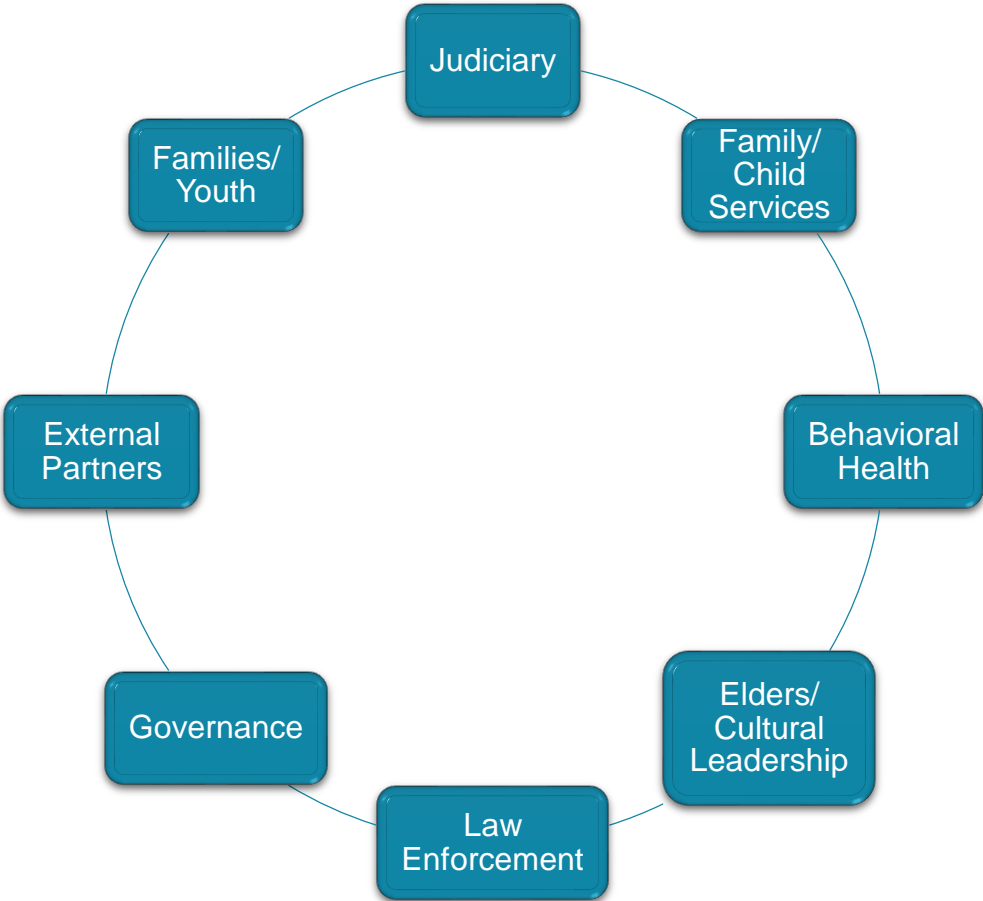 Judiciary
Family/
Child
Services
Behavioral
Health
Elders/
Cultural
Leadership
Law
Enforcement
Governance
External
Partners
Families/
Youth